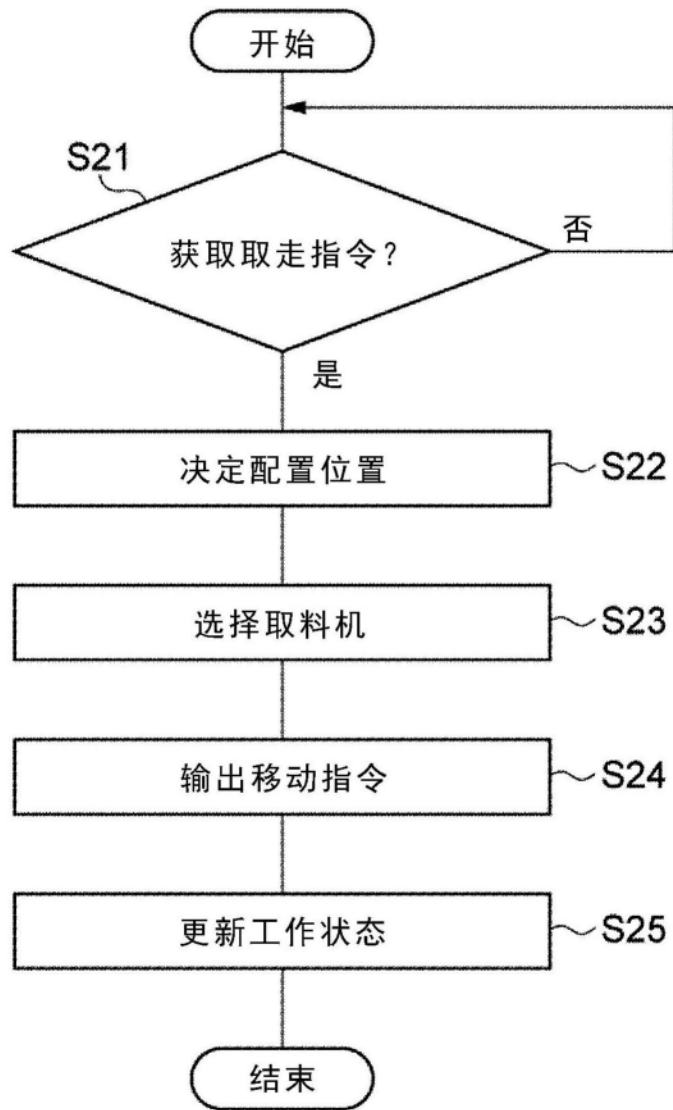 开始
S21
获取取走指令？
否
是
决定配置位置
S22
选择取料机
S23
输出移动指令
S24
更新工作状态
S25
结束